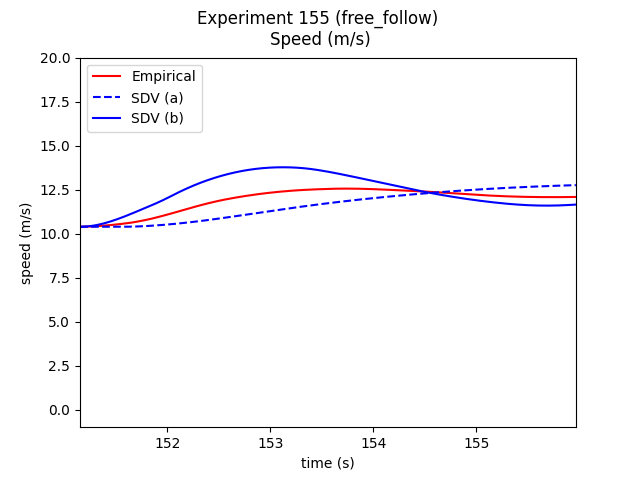 Experiment 155 (free_follow)
Speed (m/s)
20.0
17.5
15.0
12.5
10.0
7.5
5.0
2.5
0.0
speed (m/s)
Empirical
SDV (a)
SDV (b)
152
153
154
155
time (s)